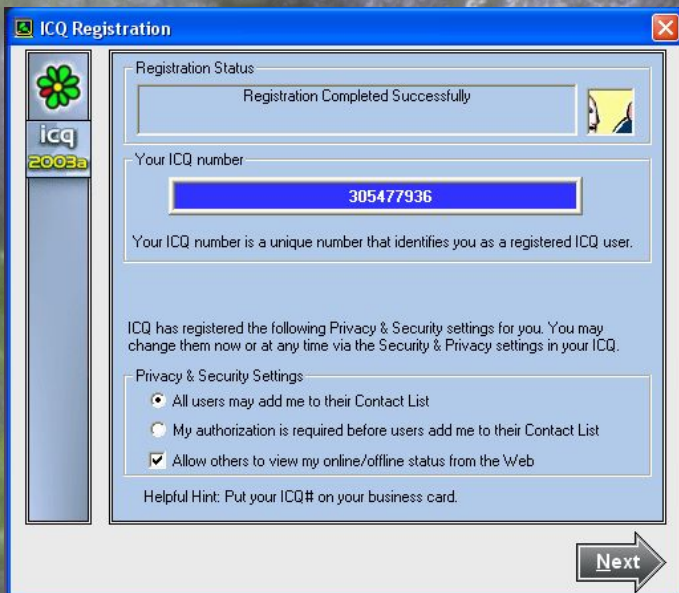 ICQ Registration
icq
2003a
Registration Status
Registration Completed Successfully
Your ICQ number
305477936
Your ICQ number is a unique number that identifies you as a registered ICQ user.
ICQ has registered the following Privacy & Security settings for you. You may
change them now or at any time via the Security & Privacy settings in your ICQ.
Privacy & Security Settings
All users may add me to their Contact List
My authorization is required before users add me to their Contact List
Allow others to view my online/offline status from the Web
Helpful Hint: Put your ICQ# on your business card.
Next